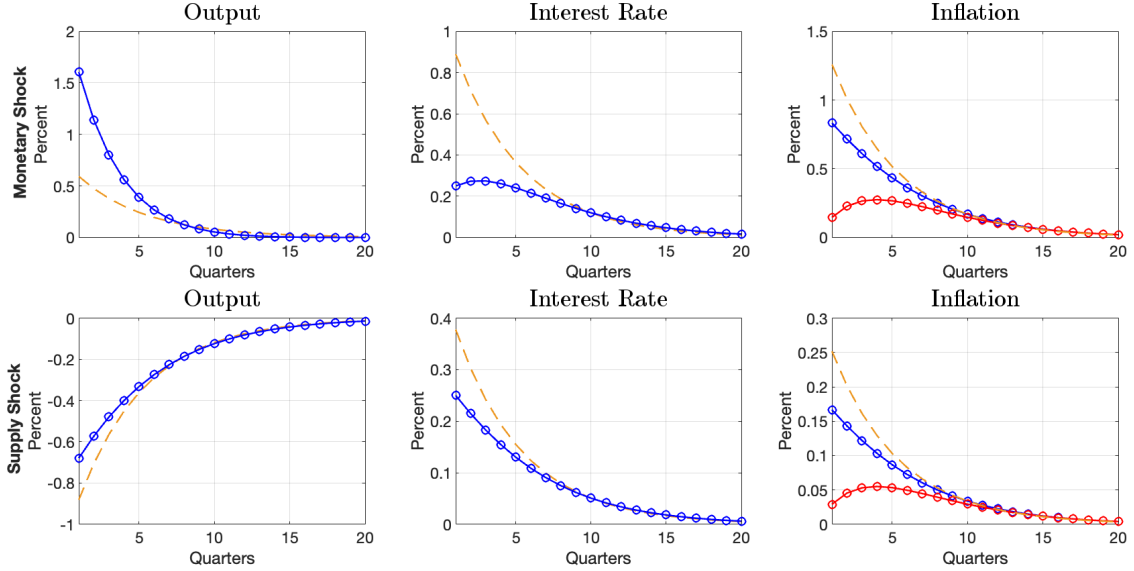 Output
Interest Rate
Inflation
Monetary Shock
Percent
2
1.5
1
0.5
0
5
10
15
20
Quarters
Percent
1
0.8
0.6
0.4
0.2
0
5
10
15
20
Quarters
Percent
1.5
1
0.5
0
5
10
15
20
Quarters
Output
Interest Rate
Inflation
Supply Shock
Percent
0
-0.2
-0.4
-0.6
-0.8
-1
5
10
15
20
Quarters
Percent
0.4
0.3
0.2
0.1
0
5
10
15
20
Quarters
Percent
0.3
0.25
0.2
0.15
0.1
0.05
0
5
10
15
20
Quarters